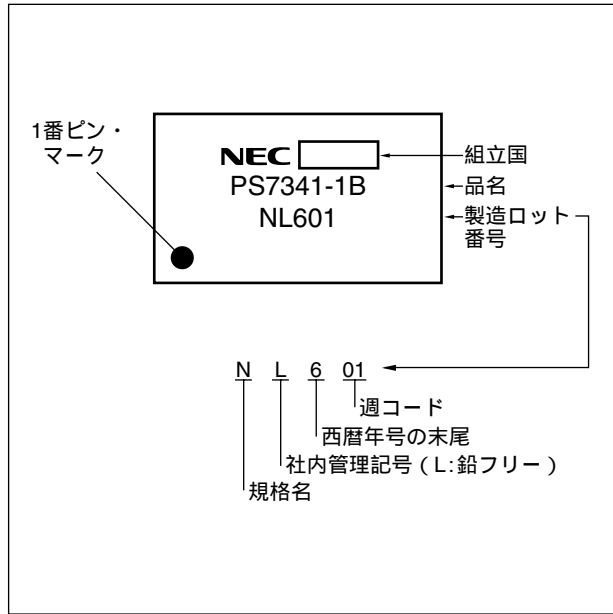 1番ピン・
マーク
NEC
組立国
PS7341-1B
品名
NL601
製造ロット
番号
N L 6 01
週コード
西暦年号の末尾
社内管理記号（L:鉛フリー）
規格名